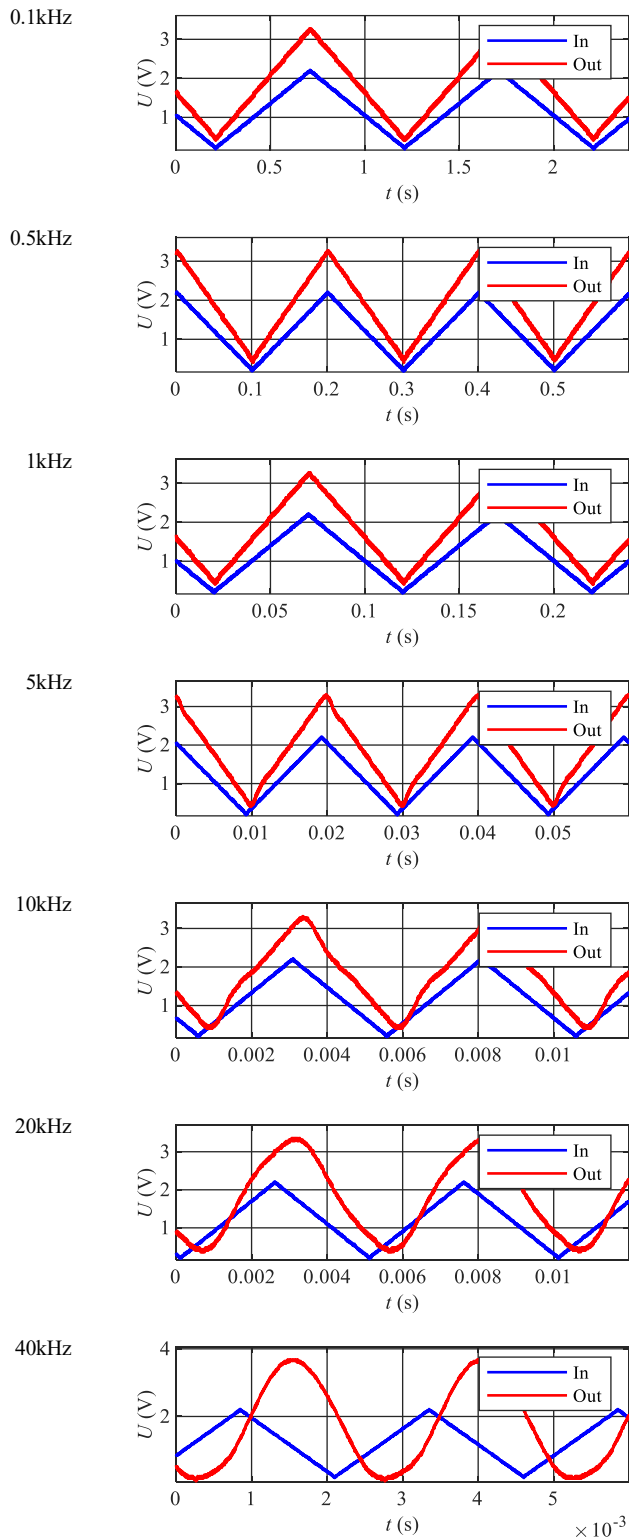 0.1kHz
3
2
1
U (V)
In
Out
0 0.5 1 1.5 2
t (s)
0.5kHz
3
2
1
U (V)
In
Out
0 0.1 0.2 0.3 0.4 0.5
t (s)
1kHz
3
2
1
U (V)
In
Out
0 0.05 0.1 0.15 0.2
t (s)
5kHz
3
2
1
U (V)
In
Out
0 0.01 0.02 0.03 0.04 0.05
t (s)
10kHz
3
2
1
U (V)
In
Out
0 0.002 0.004 0.006 0.008 0.01
t (s)
20kHz
3
2
1
U (V)
In
Out
0 0.002 0.004 0.006 0.008 0.01
t (s)
40kHz
4
2
U (V)
In
Out
0 1 2 3 4 5
t (s)
×10⁻³